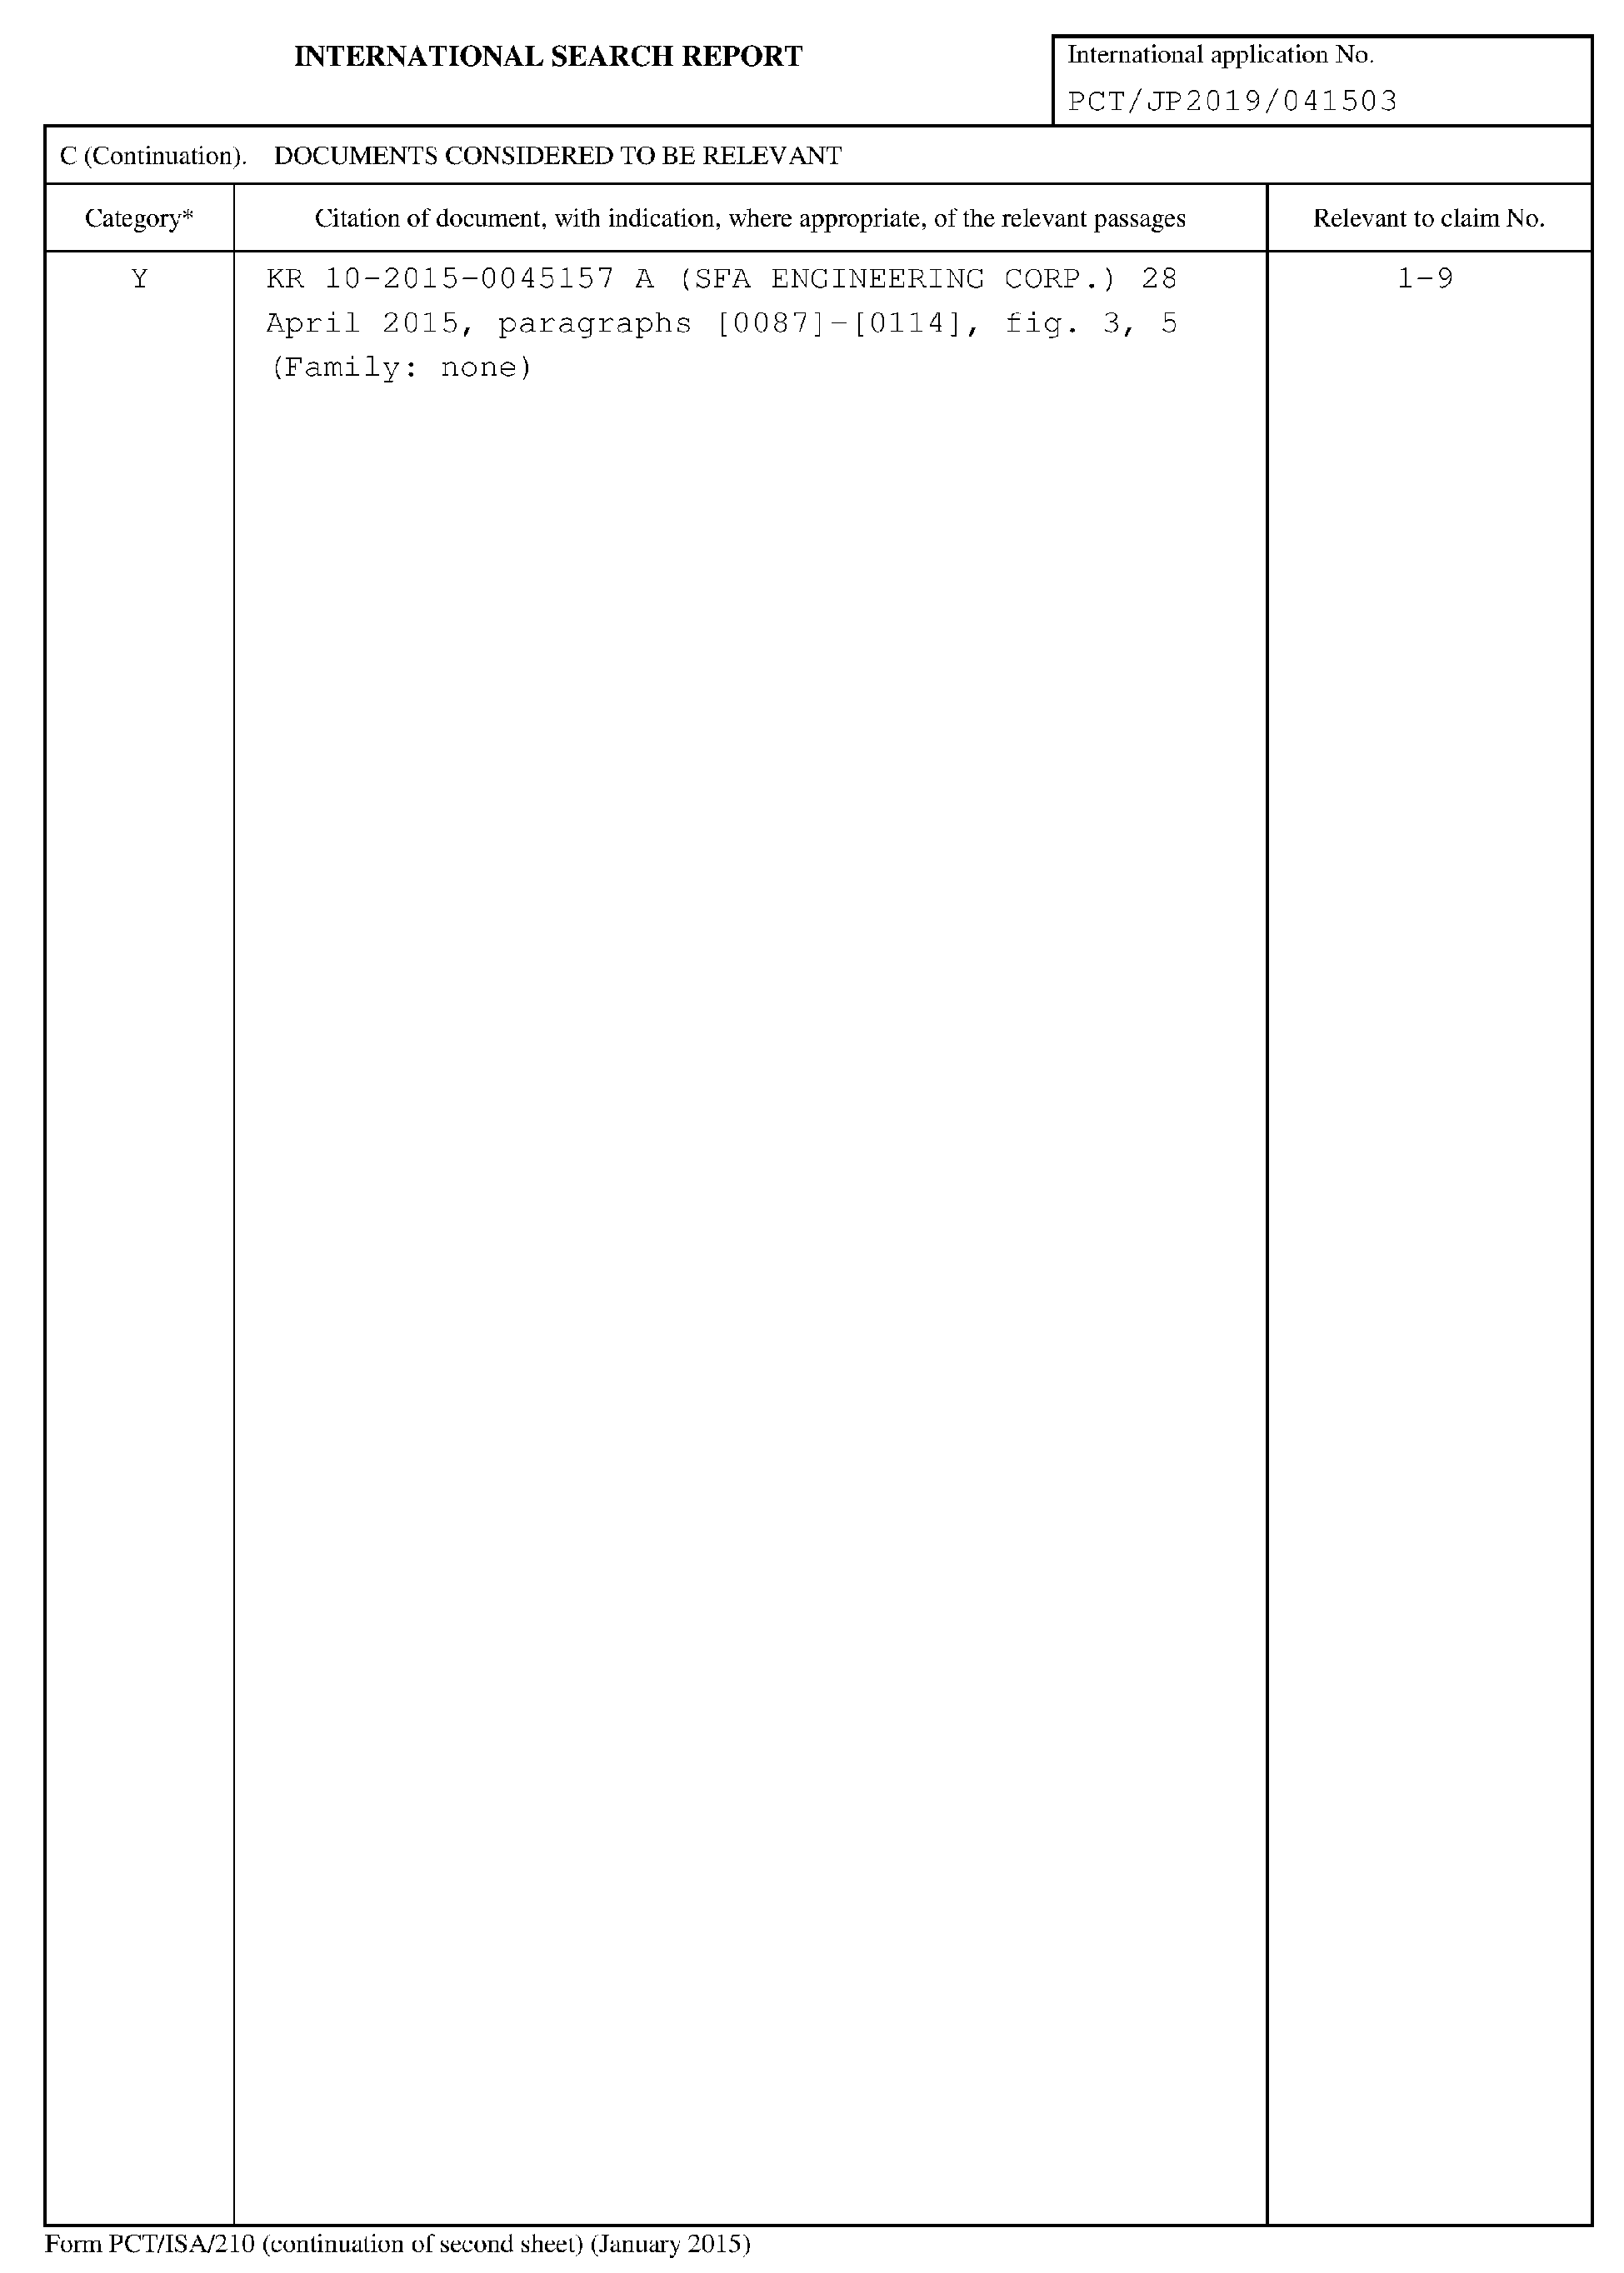 INTERNATIONAL SEARCH REPORT
International application No.
PCT/JP2019/041503
C (Continuation). DOCUMENTS CONSIDERED TO BE RELEVANT
Category*
Citation of document, with indication, where appropriate, of the relevant passages
Relevant to claim No.
Y
KR 10-2015-0045157 A (SFA ENGINEERING CORP.) 28
April 2015, paragraphs [0087]-[0114], fig. 3, 5
(Family: none)
1-9
Form PCT/ISA/210 (continuation of second sheet) (January 2015)